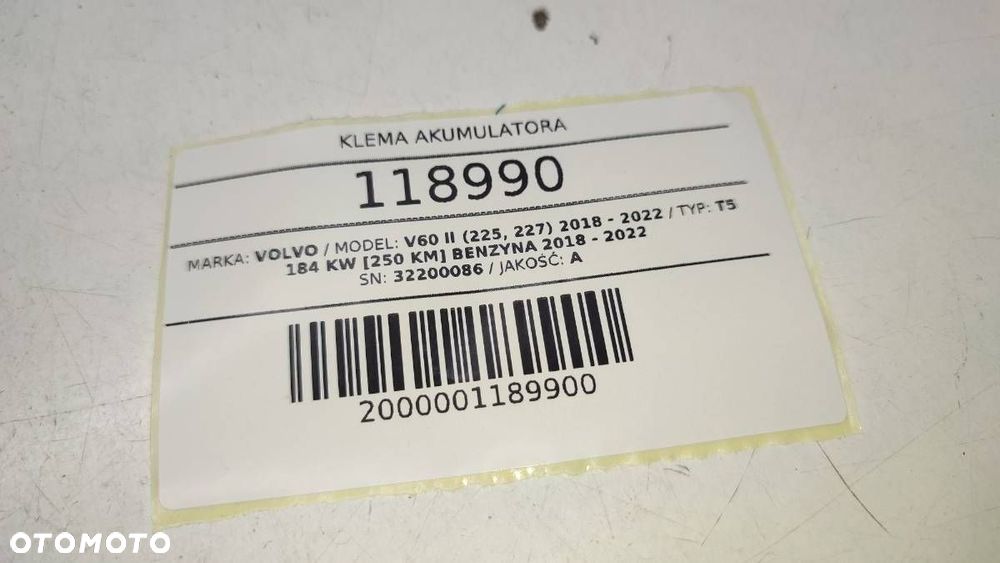 KLEMA AKUMULATORA
118990
MARKA: VOLVO / MODEL: V60 II (225, 227) 2018 - 2022 / TYP: T5
184 KW [250 KM] BENZYNA 2018 - 2022
SN: 32200086 / JAKOŚĆ: A
2000001189900
OTOMOTO